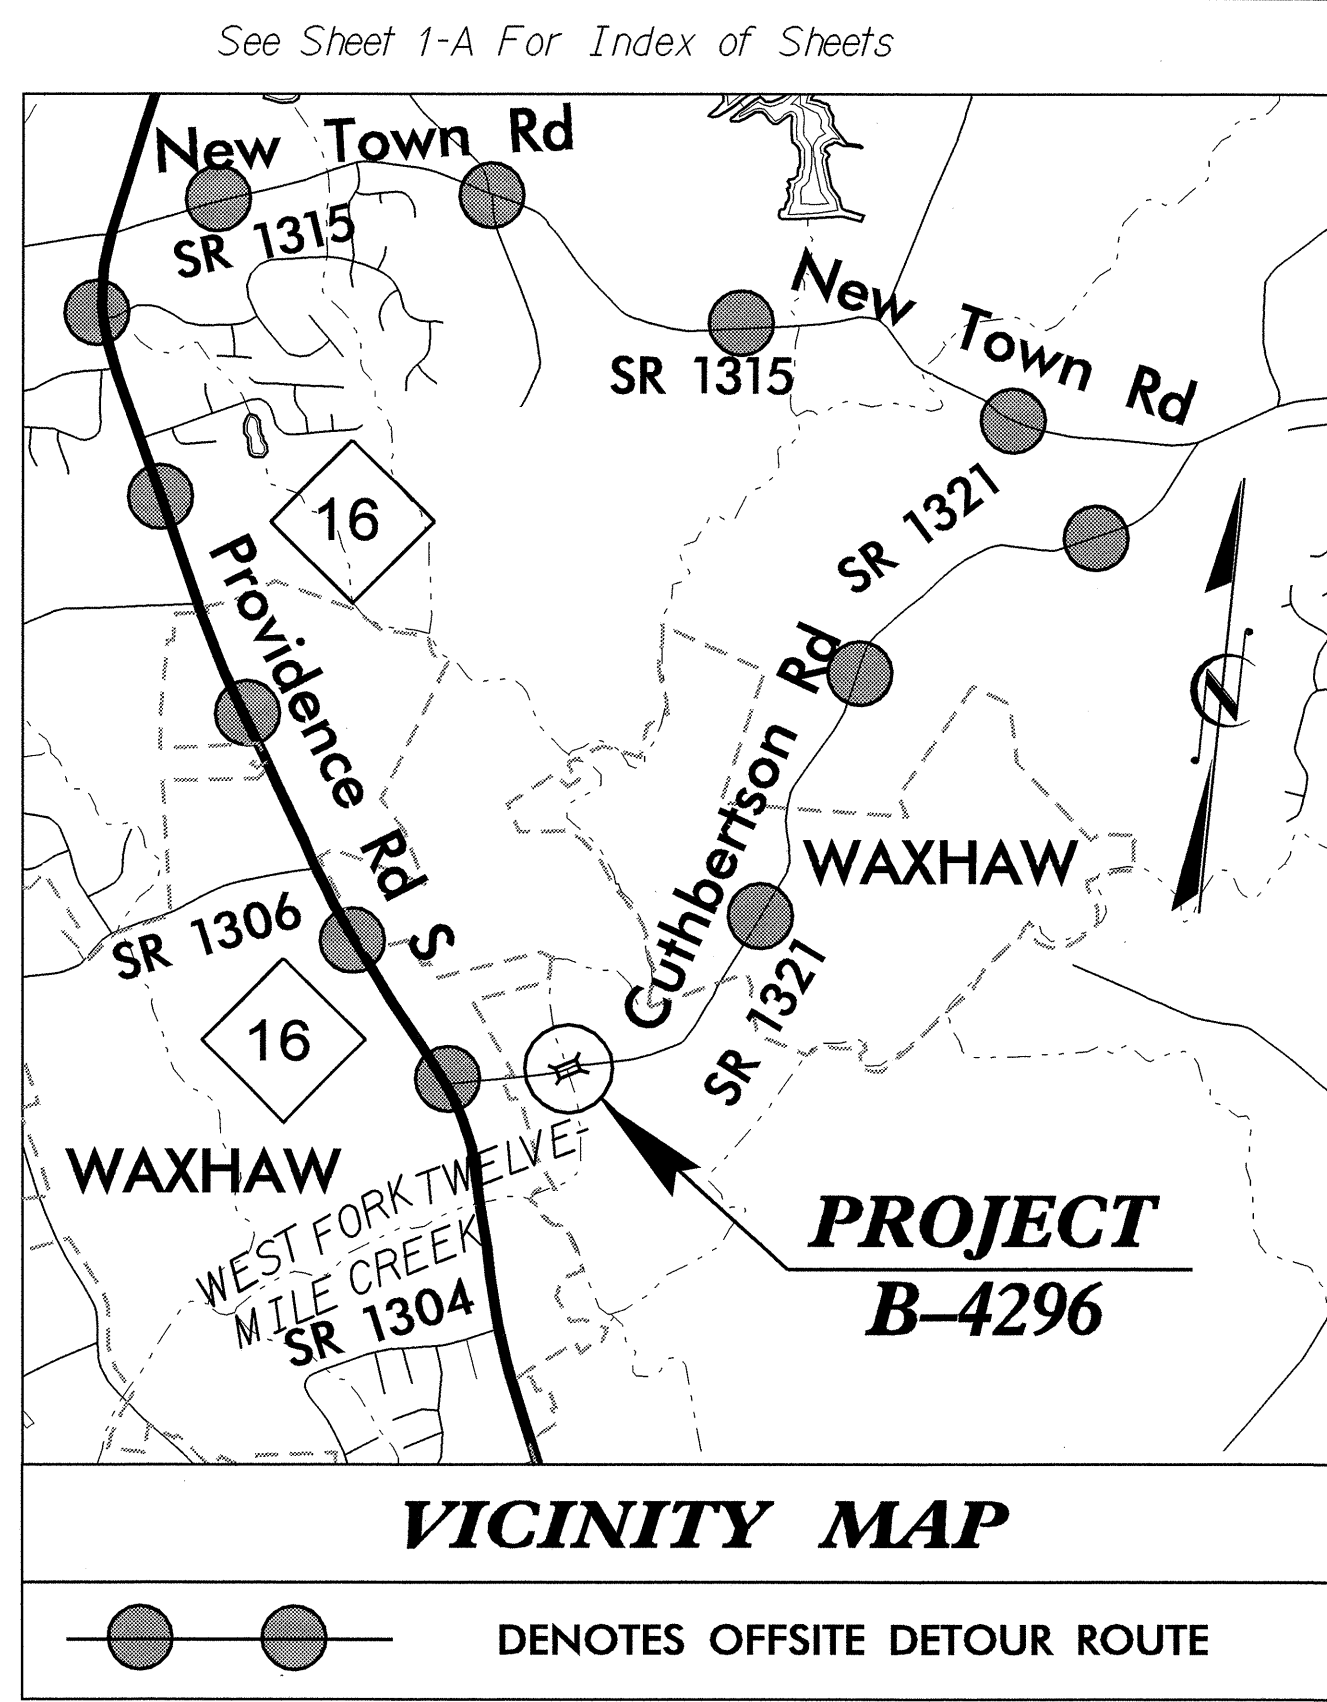 See Sheet 1-A For Index of Sheets
New Town Rd
SR 1315
New Town Rd
SR 1315
16
SR 1321
Providence Rd S
Cuthbertson Rd
N
WAXHAW
SR 1306
SR 1321
16
WAXHAW
WEST FORK TWELVE-
MILE CREEK
SR 1304
PROJECT
B-4296
VICINITY MAP
DENOTES OFFSITE DETOUR ROUTE